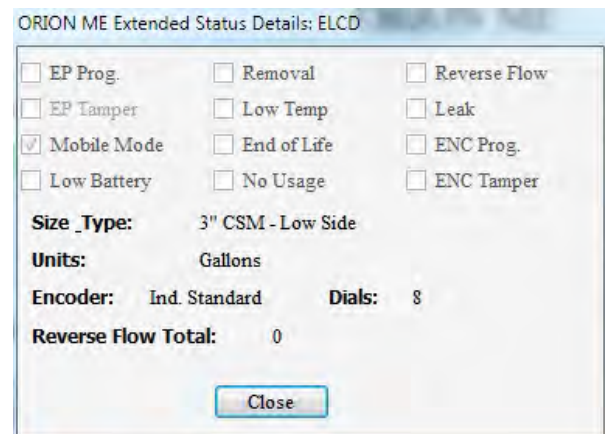 ORION ME Extended Status Details: ELCD
EP Prog. Removal Reverse Flow
EP Tamper Low Temp Leak
Mobile Mode End of Life ENC Prog.
Low Battery No Usage ENC Tamper
Size _Type: 3" CSM - Low Side
Units: Gallons
Encoder: Ind. Standard Dials: 8
Reverse Flow Total: 0
Close